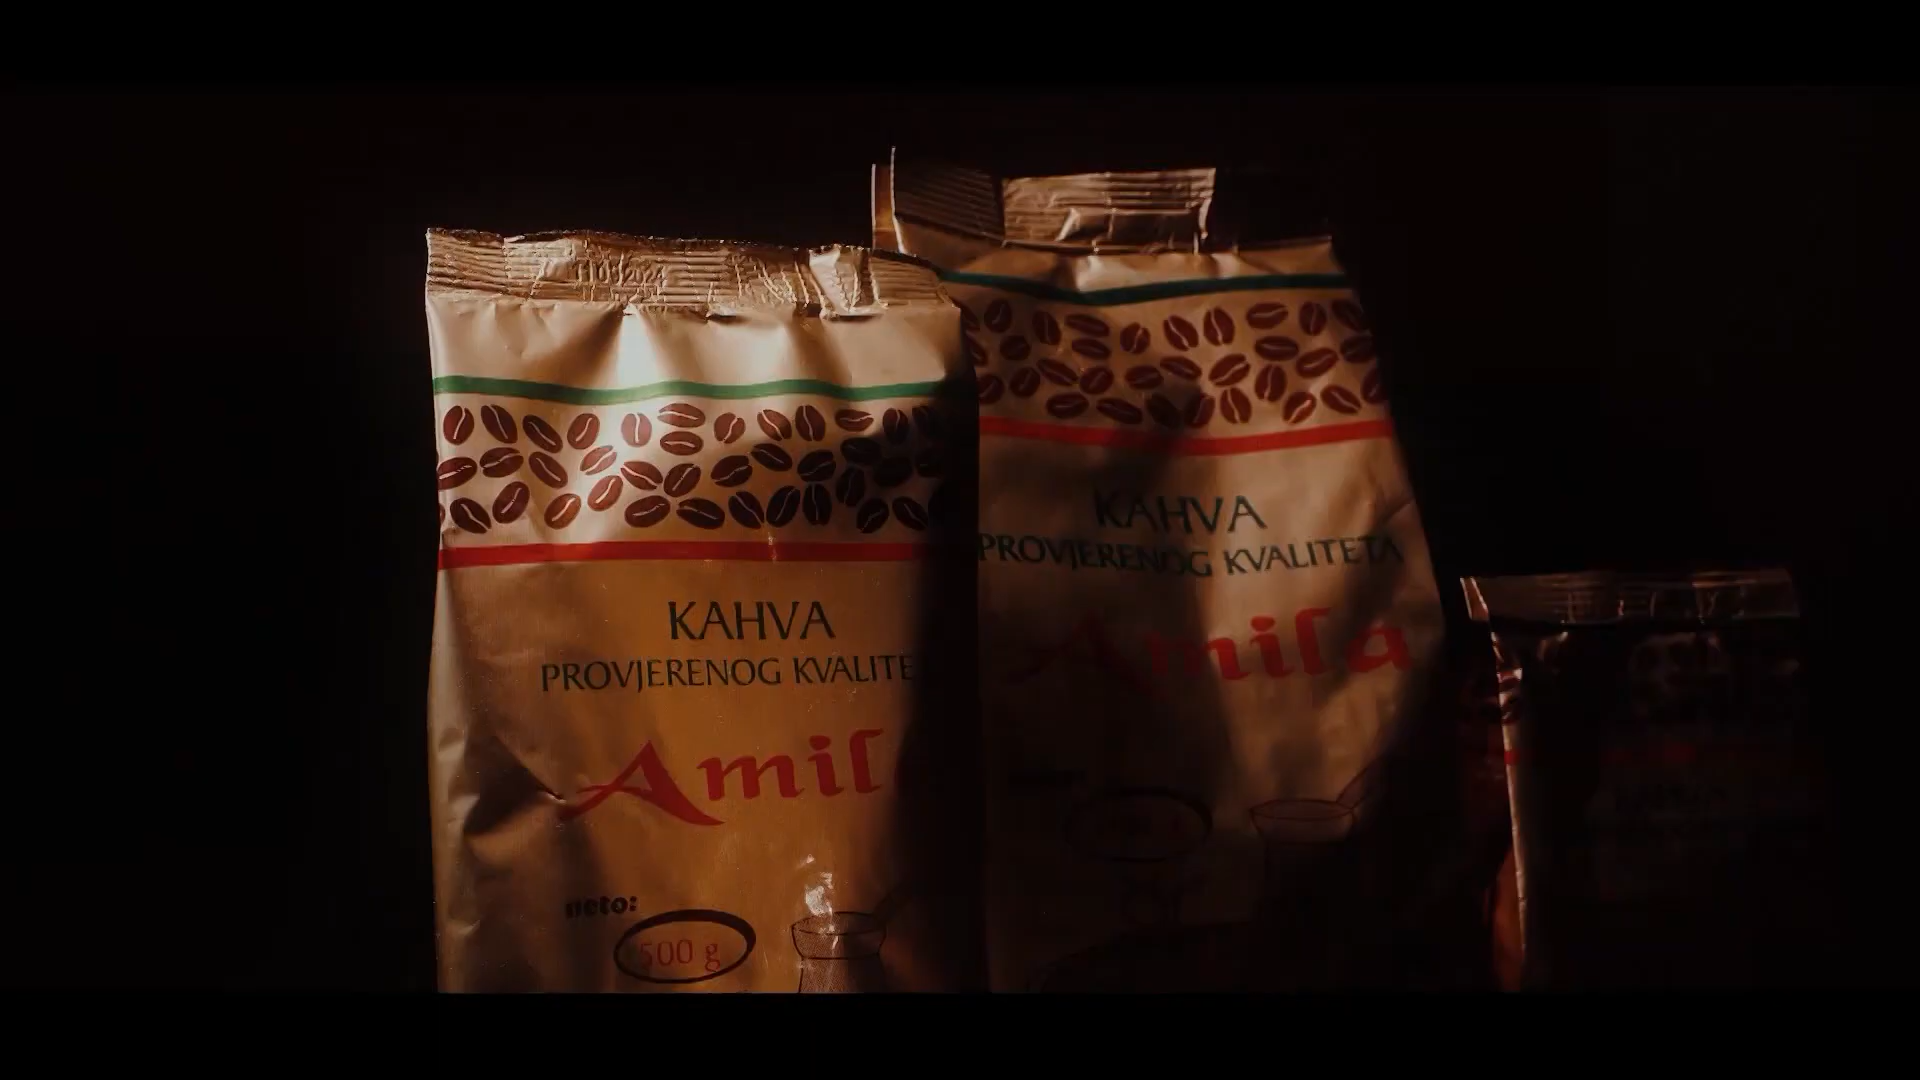 KAHVA
PROVJERENOG KVALITE
Amil
neto:
500 g
KAHVA
PROVJERENOG KVALITETA
Amila